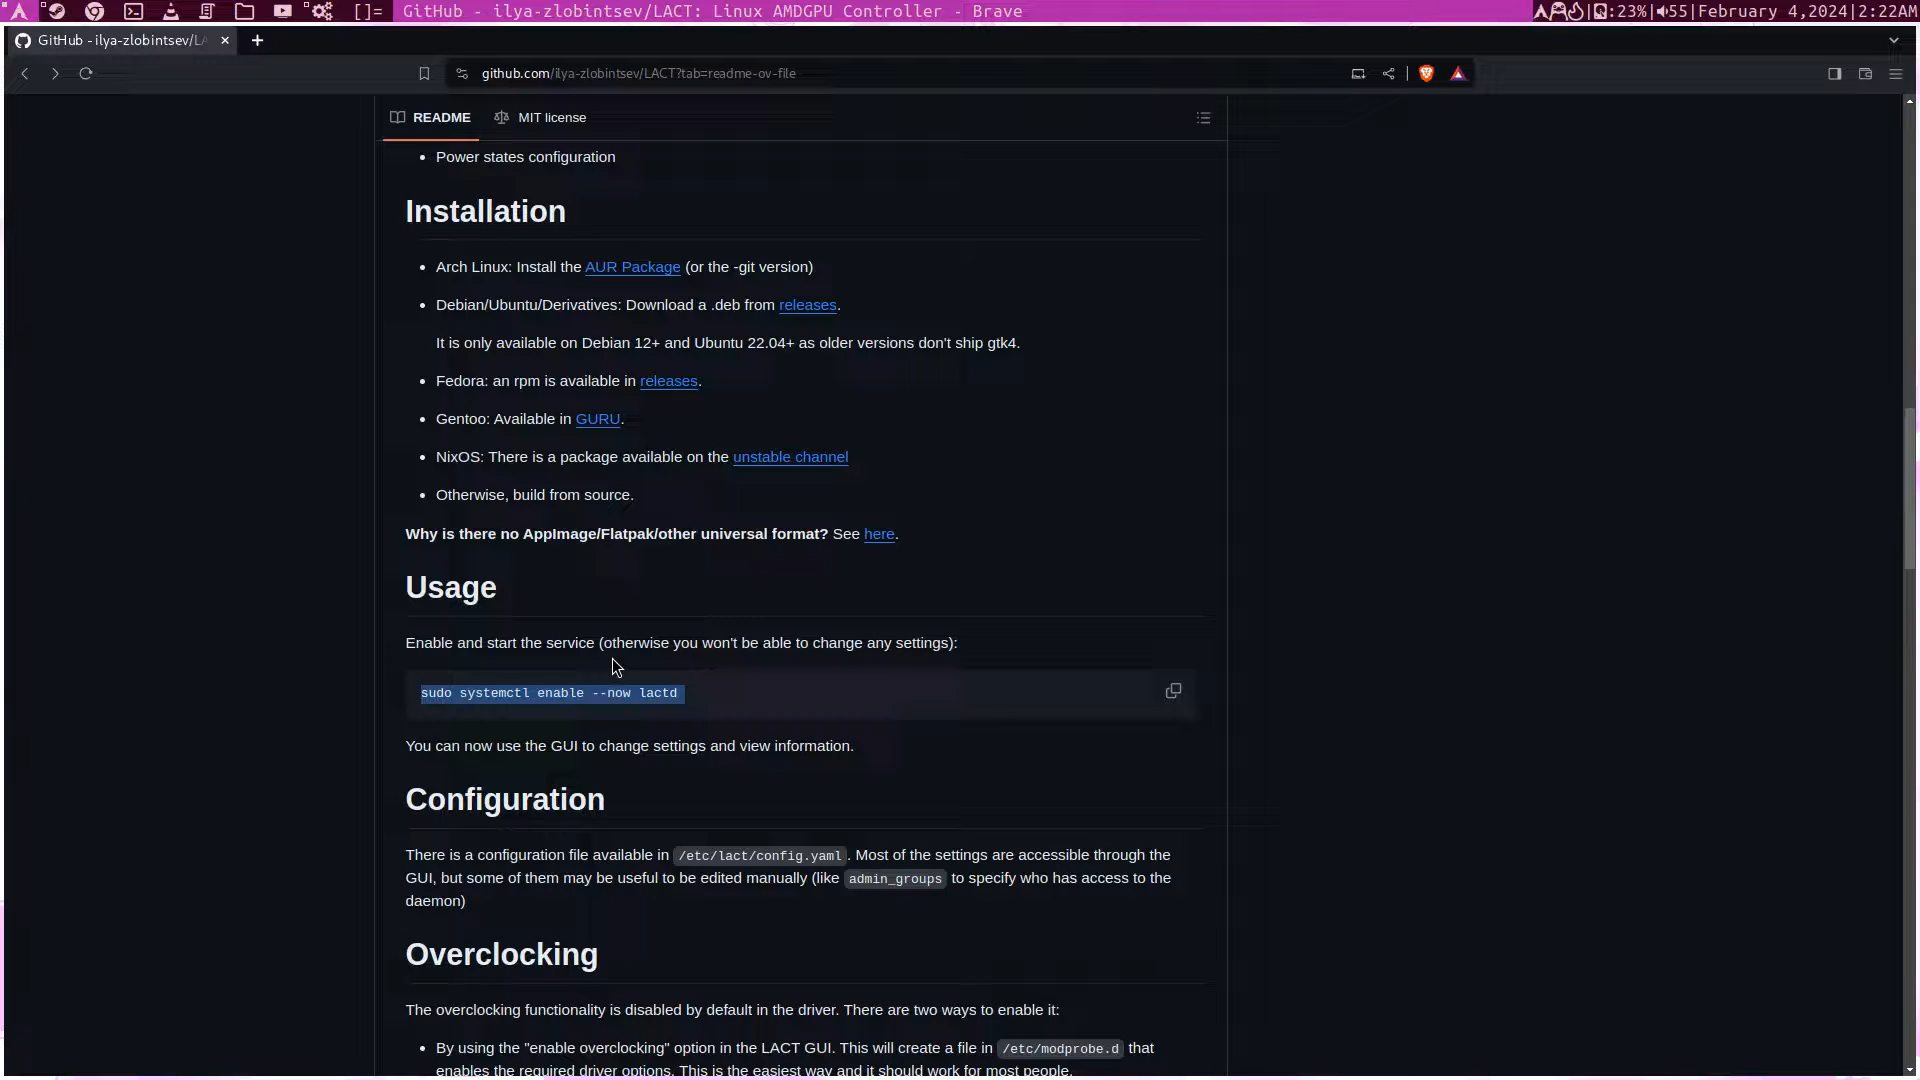 []= GitHub - ilya-zlobintsev/LACT: Linux AMDGPU Controller - Brave :23%|55|February 4,2024|2:22AM
GitHub - ilya-zlobintsev/LA
github.com/ilya-zlobintsev/LACT?tab=readme-ov-file
README MIT license
• Power states configuration
Installation
• Arch Linux: Install the AUR Package (or the -git version)
• Debian/Ubuntu/Derivatives: Download a .deb from releases.
It is only available on Debian 12+ and Ubuntu 22.04+ as older versions don't ship gtk4.
• Fedora: an rpm is available in releases.
• Gentoo: Available in GURU.
• NixOS: There is a package available on the unstable channel
• Otherwise, build from source.
Why is there no AppImage/Flatpak/other universal format? See here.
Usage
Enable and start the service (otherwise you won't be able to change any settings):
sudo systemctl enable --now lactd
You can now use the GUI to change settings and view information.
Configuration
There is a configuration file available in /etc/lact/config.yaml. Most of the settings are accessible through the
GUI, but some of them may be useful to be edited manually (like admin_groups to specify who has access to the
daemon)
Overclocking
The overclocking functionality is disabled by default in the driver. There are two ways to enable it:
• By using the "enable overclocking" option in the LACT GUI. This will create a file in /etc/modprobe.d that
enables the required driver options. This is the easiest way and it should work for most people.